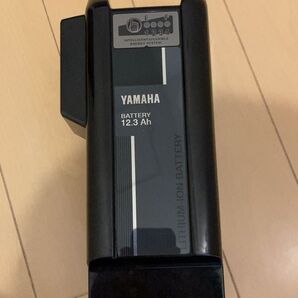 YAMAHA
BATTERY
12.3 Ah
LITHIUM ION BATTERY